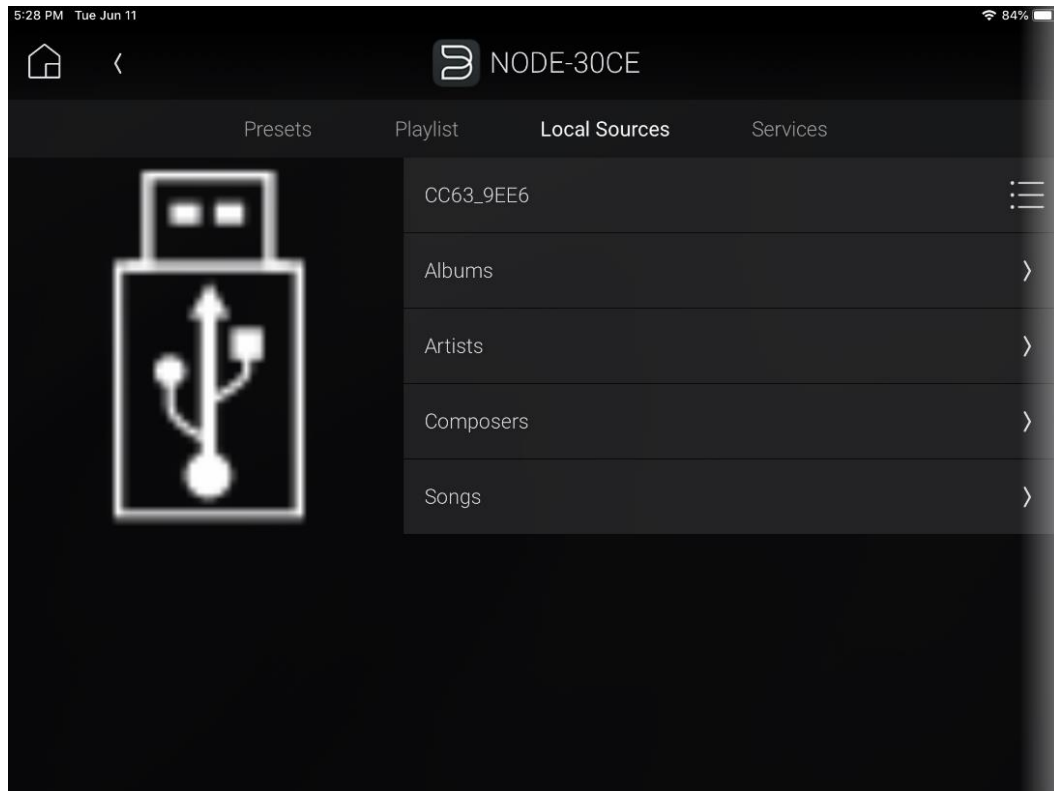 5:28 PM Tue Jun 11 84%
NODE-30CE
Presets Playlist Local Sources Services
CC63_9EE6
Albums
Artists
Composers
Songs